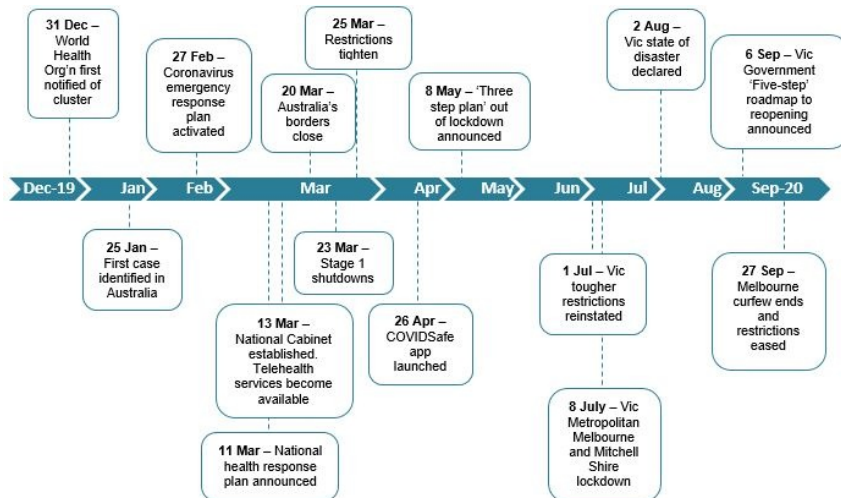 31 Dec –
World
Health
Org'n first
notified of
cluster
27 Feb –
Coronavirus
emergency
response
plan
activated
25 Mar –
Restrictions
tighten
20 Mar –
Australia's
borders
close
8 May – 'Three
step plan' out
of lockdown
announced
2 Aug –
Vic state of
disaster
declared
6 Sep – Vic
Government
'Five-step'
roadmap to
reopening
announced
Dec-19 Jan Feb Mar Apr May Jun Jul Aug Sep-20
25 Jan –
First case
identified in
Australia
23 Mar –
Stage 1
shutdowns
13 Mar –
National Cabinet
established.
Telehealth
services become
available
11 Mar – National
health response
plan announced
26 Apr –
COVIDSafe
app
launched
1 Jul – Vic
tougher
restrictions
reinstated
8 July – Vic
Metropolitan
Melbourne
and Mitchell
Shire
lockdown
27 Sep –
Melbourne
curfew ends
and
restrictions
eased